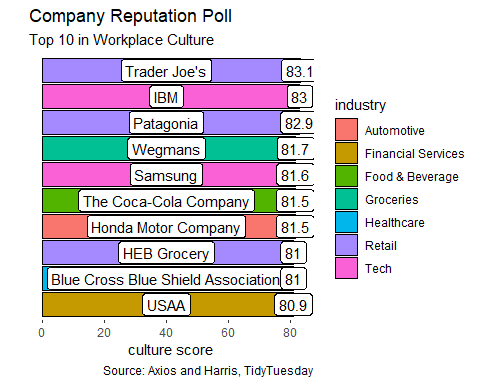 Company Reputation Poll
Top 10 in Workplace Culture
Trader Joe's 83.1
IBM 83
Patagonia 82.9
Wegmans 81.7
Samsung 81.6
The Coca-Cola Company 81.5
Honda Motor Company 81.5
HEB Grocery 81
Blue Cross Blue Shield Association 81
USAA 80.9
0 20 40 60 80
culture score
Source: Axios and Harris, TidyTuesday
industry
Automotive
Financial Services
Food & Beverage
Groceries
Healthcare
Retail
Tech